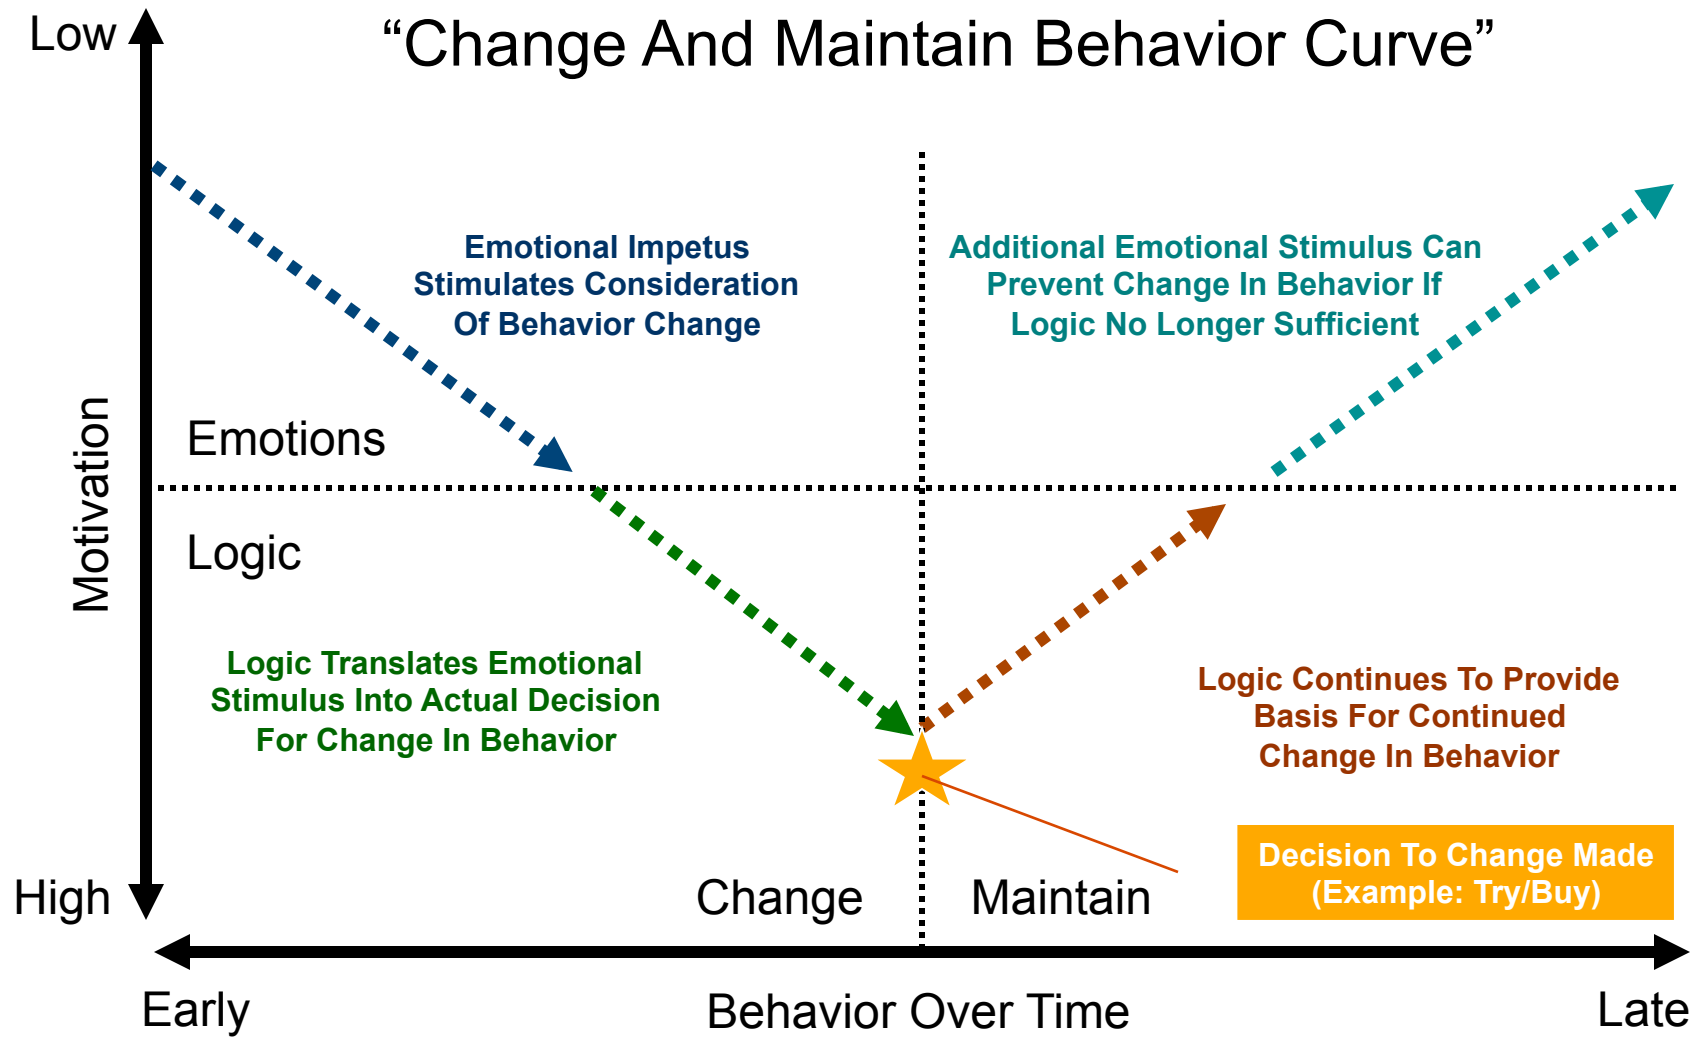 “Change And Maintain Behavior Curve”
Low
Emotional Impetus
Stimulates Consideration
Of Behavior Change
Additional Emotional Stimulus Can
Prevent Change In Behavior If
Logic No Longer Sufficient
Emotions
Motivation
Logic
Logic Translates Emotional
Stimulus Into Actual Decision
For Change In Behavior
Logic Continues To Provide
Basis For Continued
Change In Behavior
Decision To Change Made
(Example: Try/Buy)
High
Change
Maintain
Early
Behavior Over Time
Late